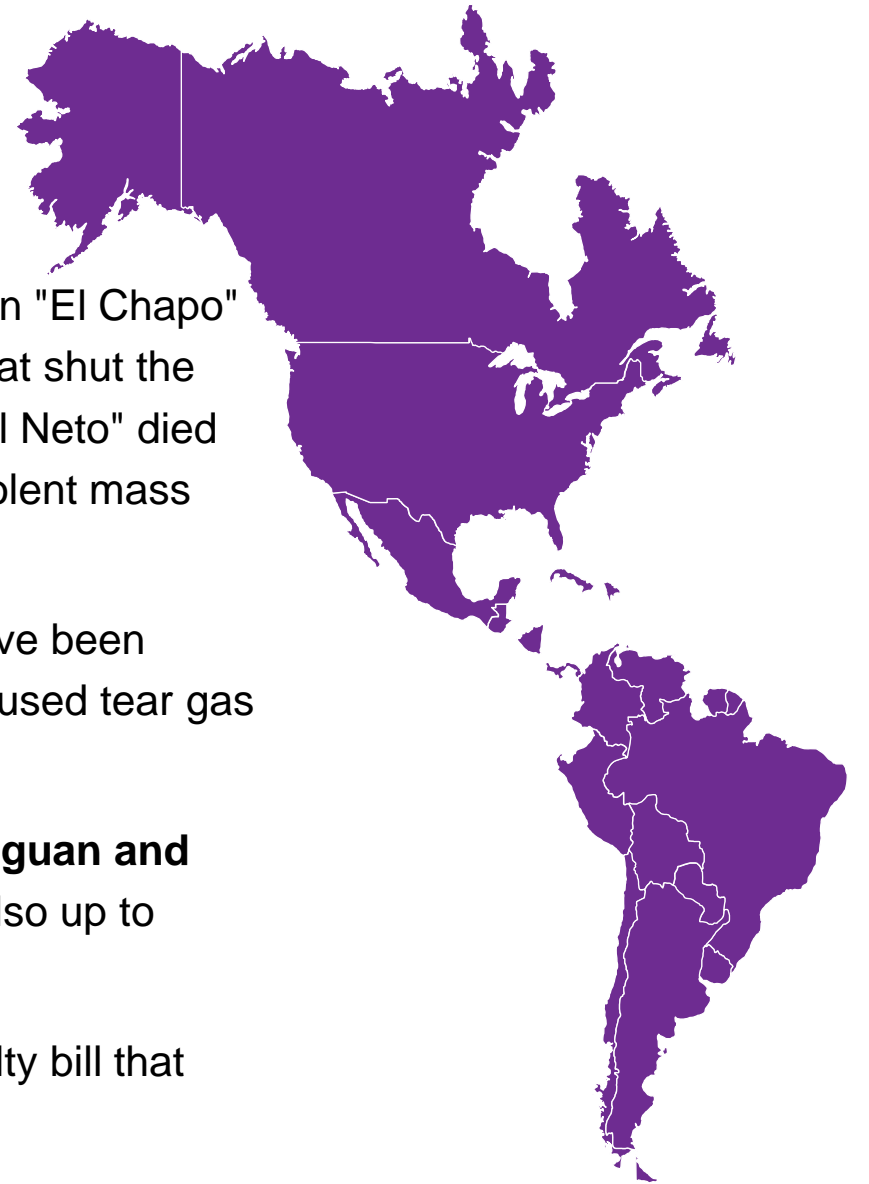 n "El Chapo"
at shut the
l Neto" died
olent mass
ve been
used tear gas
guan and
lso up to
lty bill that